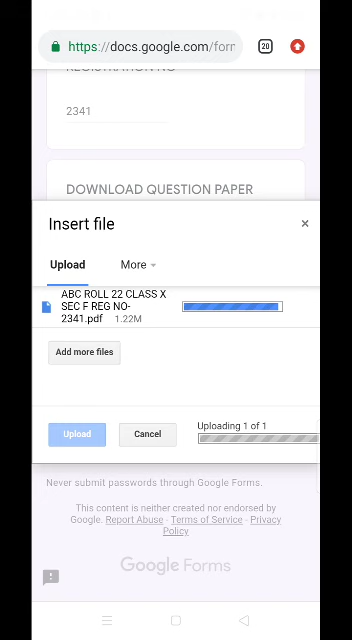 https://docs.google.com/forr
20
REGISTRATION NO
2341
DOWNLOAD QUESTION PAPER
Insert file
×
Upload
More
ABC ROLL 22 CLASS X
SEC F REG NO-
2341.pdf 1.22M
Add more files
Upload
Cancel
Uploading 1 of 1
Never submit passwords through Google Forms.
This content is neither created nor endorsed by
Google. Report Abuse - Terms of Service - Privacy
Policy
Google Forms